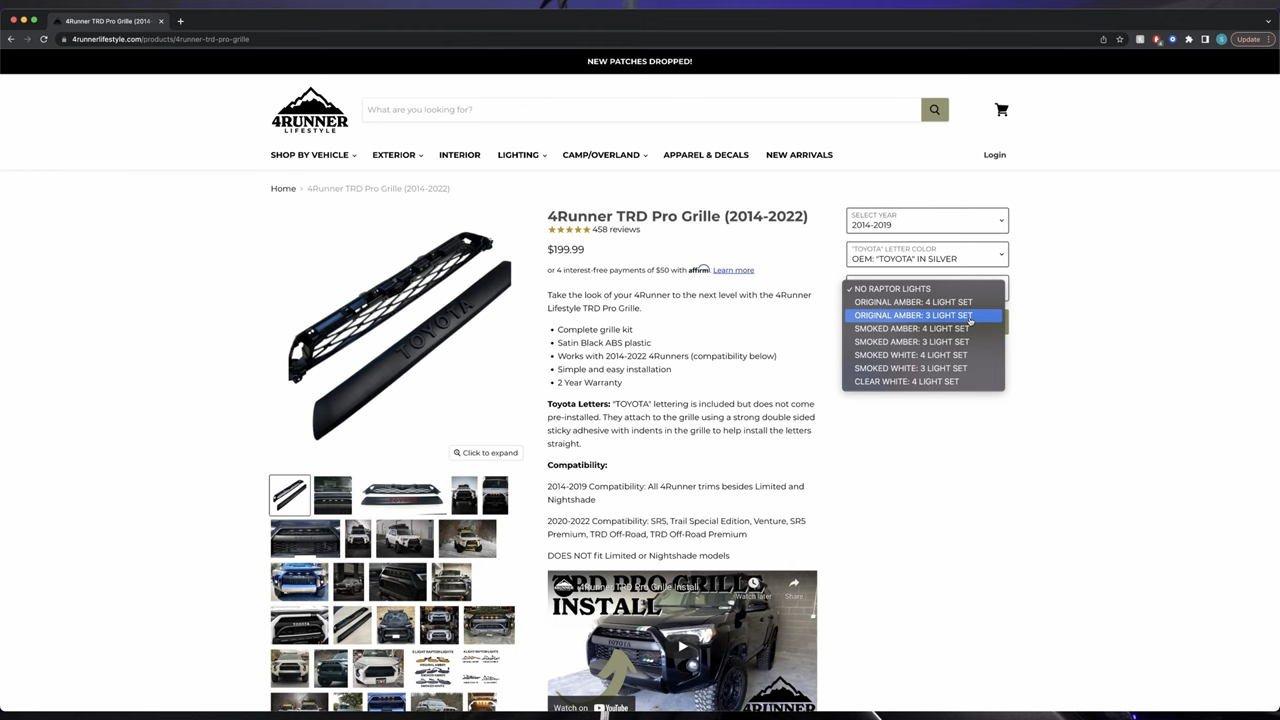 4Runner TRD Pro Grille (2014-
4runnerlifestyle.com/products/4runner-trd-pro-grille
Update
NEW PATCHES DROPPED!
4RUNNER
LIFESTYLE
What are you looking for?
SHOP BY VEHICLE
EXTERIOR
INTERIOR
LIGHTING
CAMP/OVERLAND
APPAREL & DECALS
NEW ARRIVALS
Login
Home › 4Runner TRD Pro Grille (2014-2022)
TOYOTA
Click to expand
4Runner TRD Pro Grille (2014-2022)
458 reviews
$199.99
or 4 interest-free payments of $50 with affirm. Learn more
Take the look of your 4Runner to the next level with the 4Runner
Lifestyle TRD Pro Grille.
• Complete grille kit
• Satin Black ABS plastic
• Works with 2014-2022 4Runners (compatibility below)
• Simple and easy installation
• 2 Year Warranty
Toyota Letters: "TOYOTA" lettering is included but does not come
pre-installed. They attach to the grille using a strong double sided
sticky adhesive with indents in the grille to help install the letters
straight.
Compatibility:
2014-2019 Compatibility: All 4Runner trims besides Limited and
Nightshade
2020-2022 Compatibility: SR5, Trail Special Edition, Venture, SR5
Premium, TRD Off-Road, TRD Off-Road Premium
DOES NOT fit Limited or Nightshade models
TRD PRO GRILLE
INSTALL
4Runner TRD Pro Grille Install
Watch later
Share
Watch on YouTube
SELECT YEAR
2014-2019
"TOYOTA" LETTER COLOR
OEM: "TOYOTA" IN SILVER
✓ NO RAPTOR LIGHTS
ORIGINAL AMBER: 4 LIGHT SET
ORIGINAL AMBER: 3 LIGHT SET
SMOKED AMBER: 4 LIGHT SET
SMOKED AMBER: 3 LIGHT SET
SMOKED WHITE: 4 LIGHT SET
SMOKED WHITE: 3 LIGHT SET
CLEAR WHITE: 4 LIGHT SET